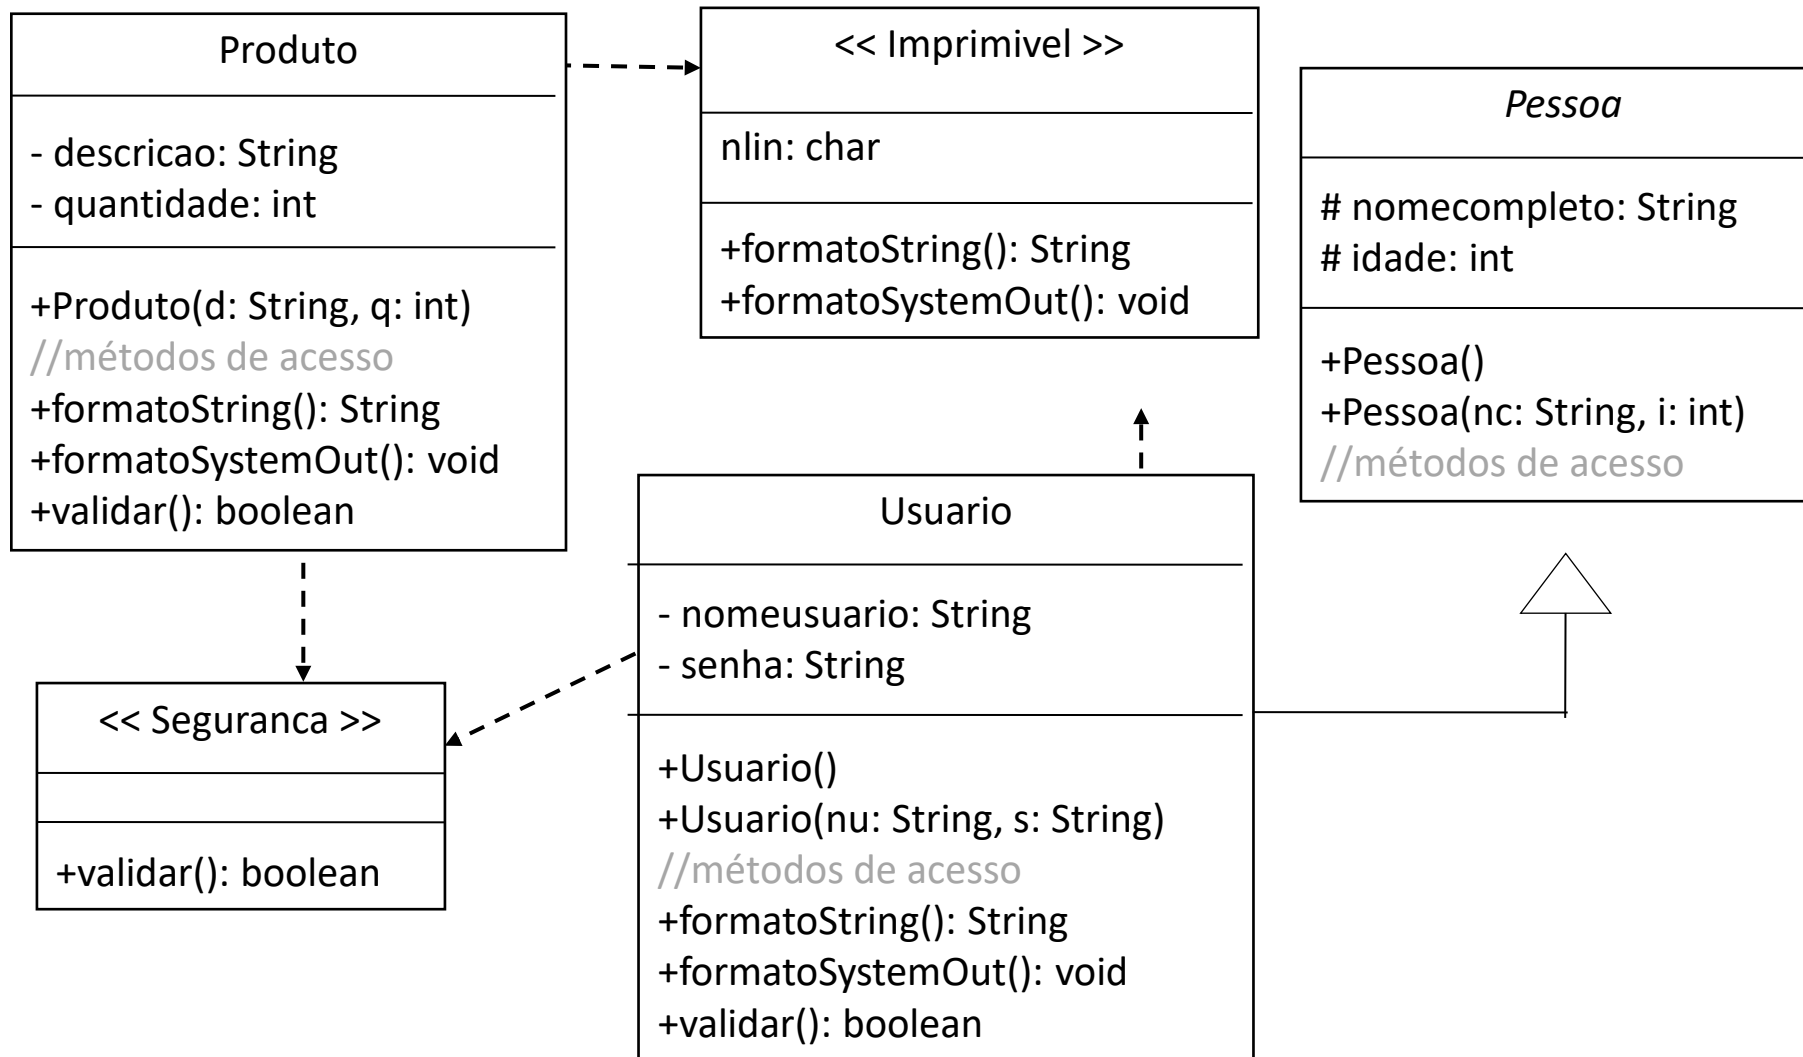 Produto
- descricao: String
- quantidade: int
+Produto(d: String, q: int)
//métodos de acesso
+formatoString(): String
+formatoSystemOut(): void
+validar(): boolean
<< Imprimivel >>
nlin: char
+formatoString(): String
+formatoSystemOut(): void
Pessoa
# nomecompleto: String
# idade: int
+Pessoa()
+Pessoa(nc: String, i: int)
//métodos de acesso
<< Seguranca >>
+validar(): boolean
Usuario
- nomeusuario: String
- senha: String
+Usuario()
+Usuario(nu: String, s: String)
//métodos de acesso
+formatoString(): String
+formatoSystemOut(): void
+validar(): boolean